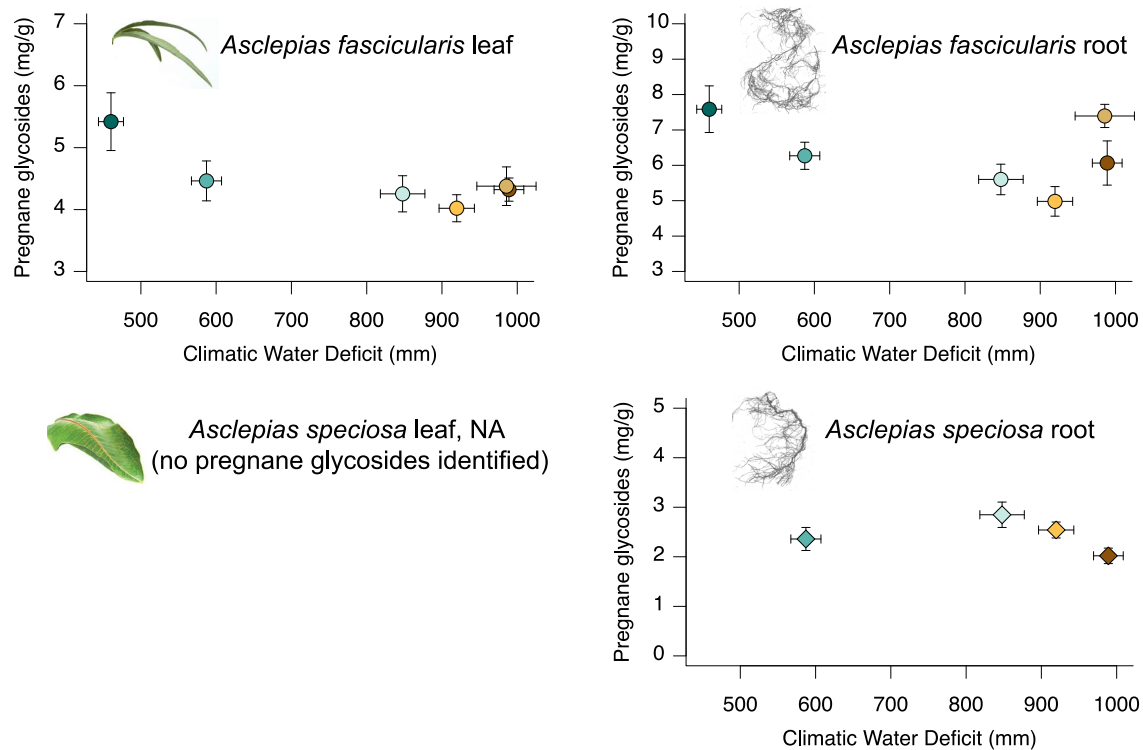 Asclepias fascicularis leaf
Pregnane glycosides (mg/g)
7
6
5
4
3
500 600 700 800 900 1000
Climatic Water Deficit (mm)
Asclepias fascicularis root
Pregnane glycosides (mg/g)
10
9
8
7
6
5
4
3
500 600 700 800 900 1000
Climatic Water Deficit (mm)
Asclepias speciosa leaf, NA
(no pregnane glycosides identified)
Asclepias speciosa root
Pregnane glycosides (mg/g)
5
4
3
2
1
0
500 600 700 800 900 1000
Climatic Water Deficit (mm)